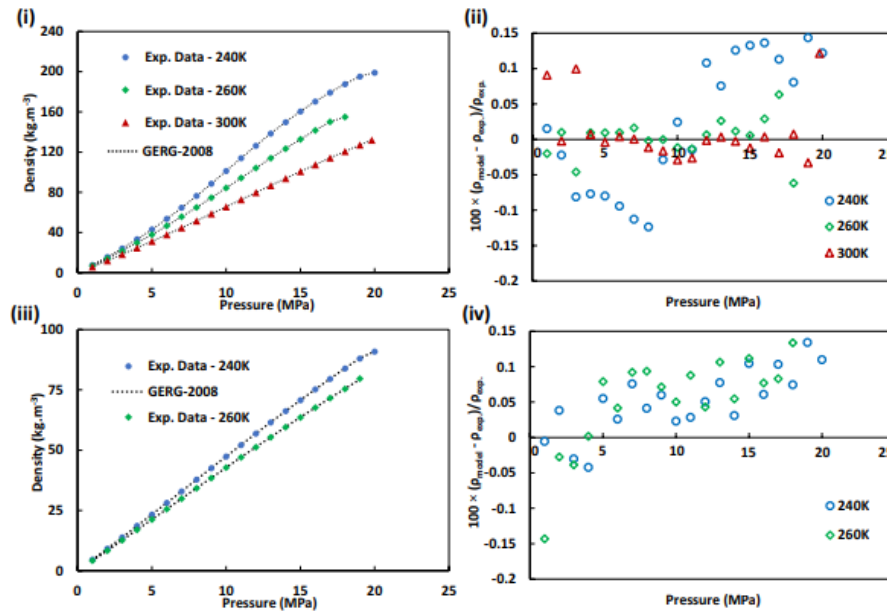 (i)
Density (kg.m-3)
240
200
160
120
80
40
0
Exp. Data - 240K
Exp. Data - 260K
Exp. Data - 300K
GERG-2008
0 5 10 15 20 25
Pressure (MPa)
(ii)
100 × (ρmodel - ρexp.)/ρexp.
0.15
0.1
0.05
0
-0.05
-0.1
-0.15
-0.2
0 5 10 15 20 25
240K
260K
300K
Pressure (MPa)
(iii)
Density (kg.m-3)
100
75
50
25
0
Exp. Data - 240K
GERG-2008
Exp. Data - 260K
0 5 10 15 20 25
Pressure (MPa)
(iv)
100 × (ρmodel - ρexp.)/ρexp.
0.15
0.1
0.05
0
-0.05
-0.1
-0.15
-0.2
0 5 10 15 20 25
240K
260K
Pressure (MPa)